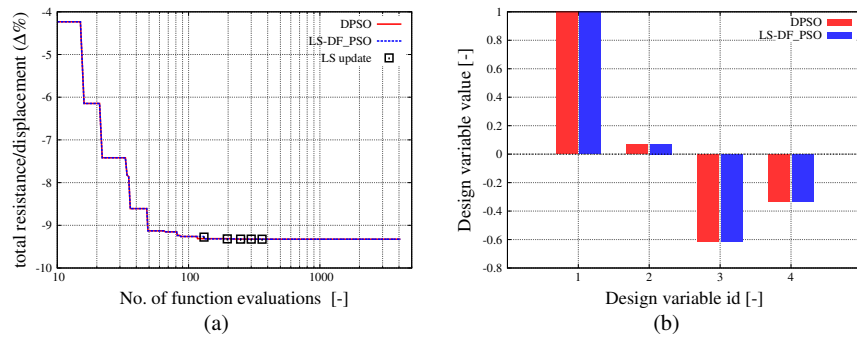 -4
-5
-6
-7
-8
-9
-10
10
100
1000
total resistance/displacement (Δ%)
No. of function evaluations [-]
DPSO
LS-DF_PSO
LS update
(a)
1
0.8
0.6
0.4
0.2
0
-0.2
-0.4
-0.6
-0.8
1
2
3
4
Design variable value [-]
Design variable id [-]
DPSO
LS-DF_PSO
(b)